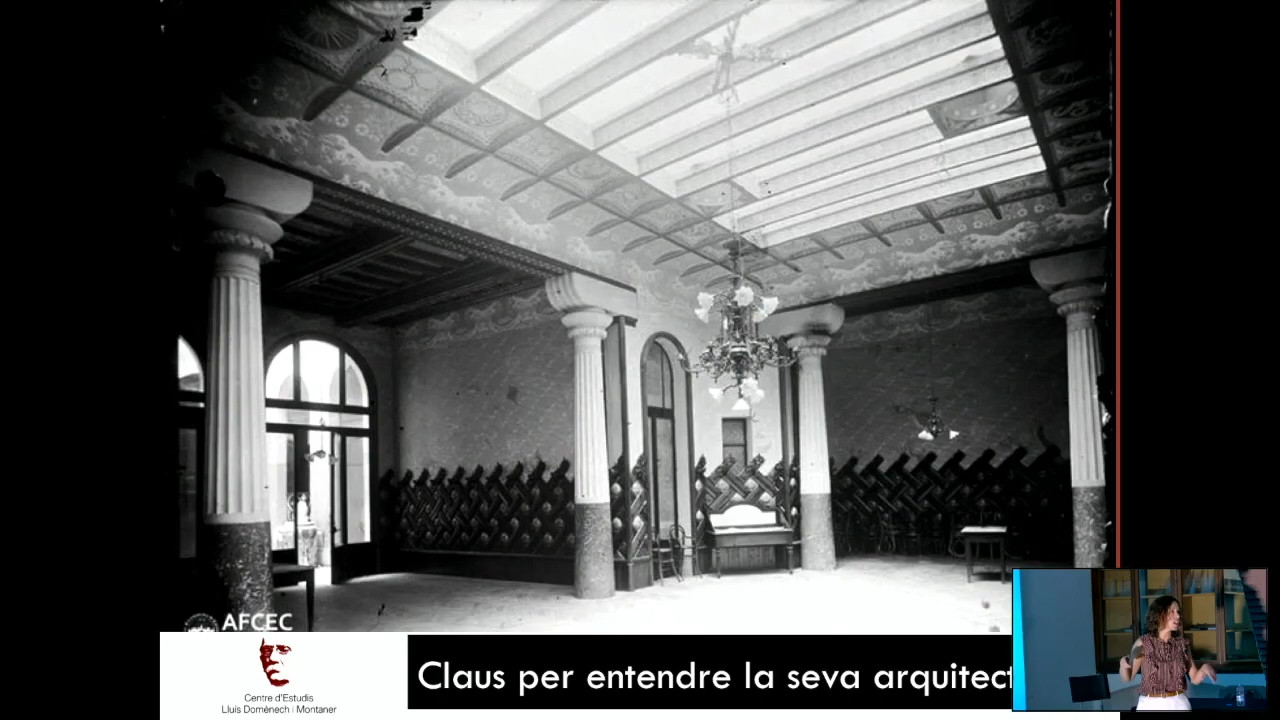 AFCEC
Centre d'Estudis
Lluís Domènech i Montaner
Claus per entendre la seva arquitect